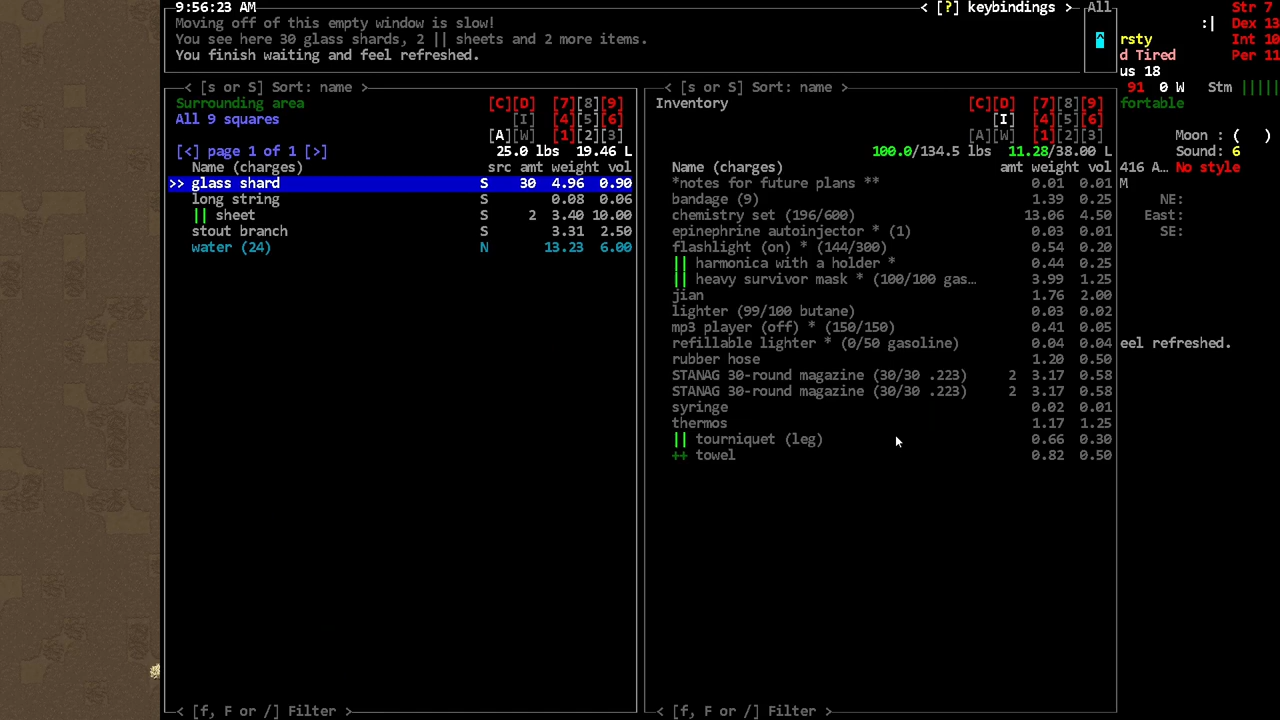 9:56:23 AM
< [?] keybindings >
All
Str 7
Moving off of this empty window is slow!
:|
Dex 13
You see here 30 glass shards, 2 || sheets and 2 more items.
^
rsty
Int 10
You finish waiting and feel refreshed.
d Tired
Per 11
us 18
< [s or S] Sort: name >
< [s or S] Sort: name >
91 0 W Stm |||||
Surrounding area
[C][D] [7][8][9]
Inventory
[C][D] [7][8][9]
fortable
All 9 squares
[I] [4][5][6]
[I] [4][5][6]
[A][W] [1][2][3]
[A][W] [1][2][3]
Moon : ( )
[<] page 1 of 1 [>]
25.0 lbs 19.46 L
100.0/134.5 lbs 11.28/38.00 L
Sound: 6
Name (charges) src amt weight vol
Name (charges) amt weight vol
416 A… No style
>> glass shard S 30 4.96 0.90
*notes for future plans ** 0.01 0.01
M
long string S 0.08 0.06
bandage (9) 1.39 0.25
NE:
|| sheet S 2 3.40 10.00
chemistry set (196/600) 13.06 4.50
East:
stout branch S 3.31 2.50
epinephrine autoinjector * (1) 0.03 0.01
SE:
water (24) N 13.23 6.00
flashlight (on) * (144/300) 0.54 0.20
|| harmonica with a holder * 0.44 0.25
|| heavy survivor mask * (100/100 gas… 3.99 1.25
jian 1.76 2.00
lighter (99/100 butane) 0.03 0.02
mp3 player (off) * (150/150) 0.41 0.05
refillable lighter * (0/50 gasoline) 0.04 0.04
eel refreshed.
rubber hose 1.20 0.50
STANAG 30-round magazine (30/30 .223) 2 3.17 0.58
STANAG 30-round magazine (30/30 .223) 2 3.17 0.58
syringe 0.02 0.01
thermos 1.17 1.25
|| tourniquet (leg) 0.66 0.30
++ towel 0.82 0.50
< [f, F or /] Filter >
< [f, F or /] Filter >